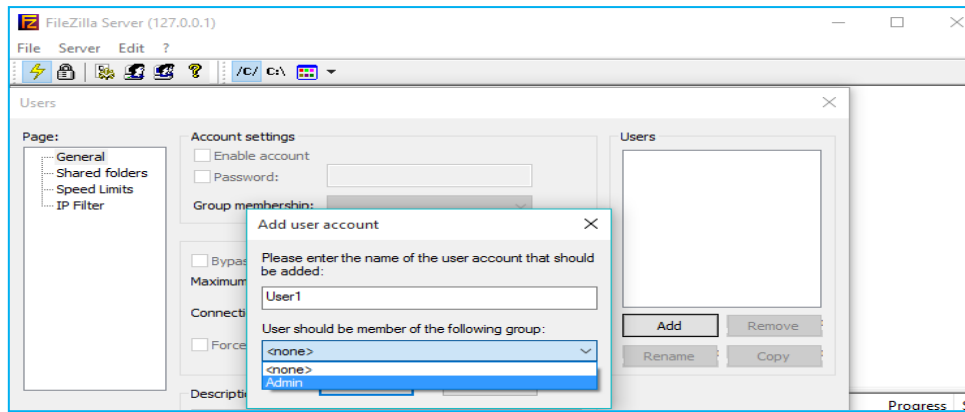 FileZilla Server (127.0.0.1)
File Server Edit ?
/C/ C:\
Users
Page:
General
Shared folders
Speed Limits
IP Filter
Account settings
Enable account
Password:
Group membership:
Maximum
Add user account
Please enter the name of the user account that should
be added:
User1
User should be member of the following group:
<none>
<none>
Admin
Force
Users
Add Remove
Rename Copy
Progress